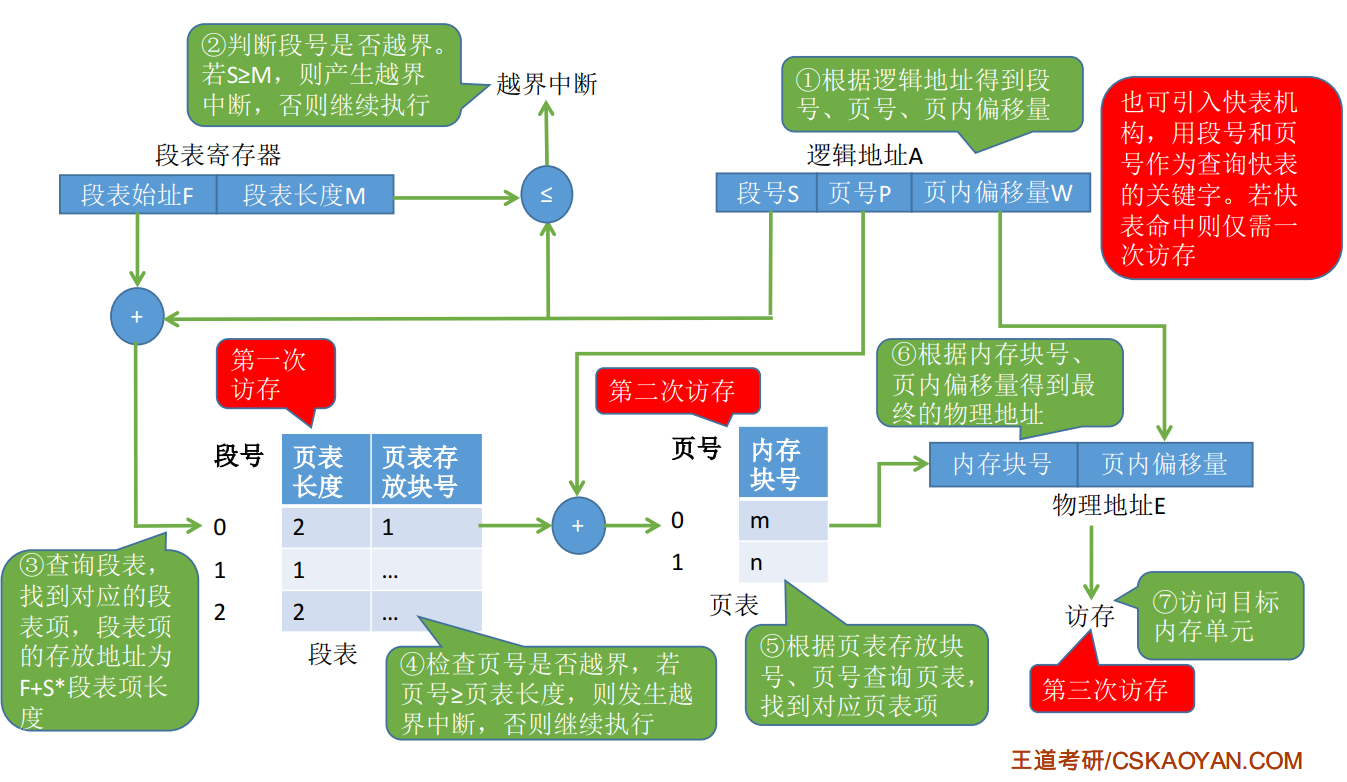 ②判断段号是否越界。
若S≥M，则产生越界
中断，否则继续执行
越界中断
①根据逻辑地址得到段
号、页号、页内偏移量
也可引入快表机
构，用段号和页
号作为查询快表
的关键字。若快
表命中则仅需一
次访存
段表寄存器
段表始址F
段表长度M
≤
逻辑地址A
段号S
页号P
页内偏移量W
+
第一次
访存
段号
页表
长度
页表存
放块号
0
2
1
1
1
...
2
2
...
段表
③查询段表，
找到对应的段
表项，段表项
的存放地址为
F+S*段表项长
度
④检查页号是否越界，若
页号≥页表长度，则发生越
界中断，否则继续执行
+
第二次访存
页号
内存
块号
0
m
1
n
页表
⑤根据页表存放块
号、页号查询页表，
找到对应页表项
⑥根据内存块号、
页内偏移量得到最
终的物理地址
内存块号
页内偏移量
物理地址E
访存
⑦访问目标
内存单元
第三次访存
王道考研/CSKAOYAN.COM